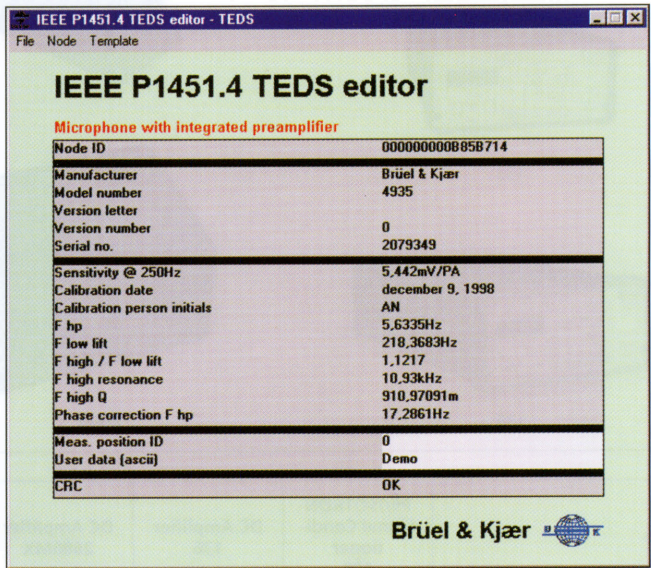 IEEE P1451.4 TEDS editor - TEDS
File Node Template
IEEE P1451.4 TEDS editor
Microphone with integrated preamplifier
Node ID 000000000B85B714
Manufacturer Brüel & Kjær
Model number 4935
Version letter
Version number 0
Serial no. 2079349
Sensitivity @ 250Hz 5,442mV/PA
Calibration date december 9, 1998
Calibration person initials AN
F hp 5,6335Hz
F low lift 218,3683Hz
F high / F low lift 1,1217
F high resonance 10,93kHz
F high Q 910,97091m
Phase correction F hp 17,2861Hz
Meas. position ID 0
User data (ascii) Demo
CRC OK
Brüel & Kjær B K